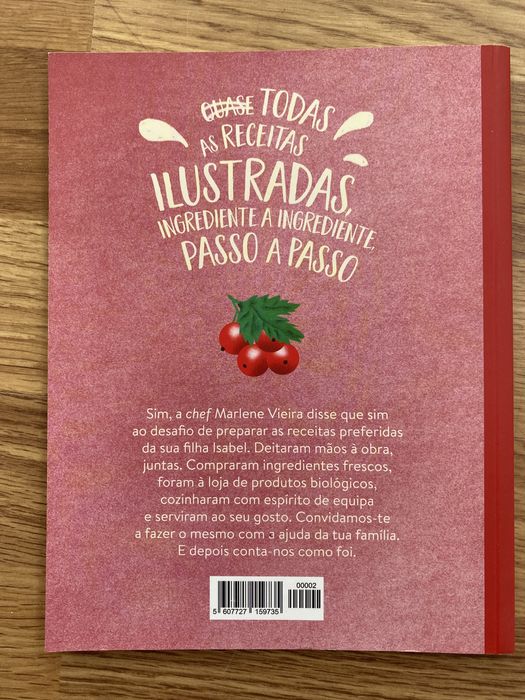 QUASE TODAS
AS RECEITAS
ILUSTRADAS,
INGREDIENTE A INGREDIENTE,
PASSO A PASSO
Sim, a chef Marlene Vieira disse que sim
ao desafio de preparar as receitas preferidas
da sua filha Isabel. Deitaram mãos à obra,
juntas. Compraram ingredientes frescos,
foram à loja de produtos biológicos,
cozinharam com espírito de equipa
e serviram ao seu gosto. Convidamos-te
a fazer o mesmo com a ajuda da tua família.
E depois conta-nos como foi.
00002
5 607727 159735